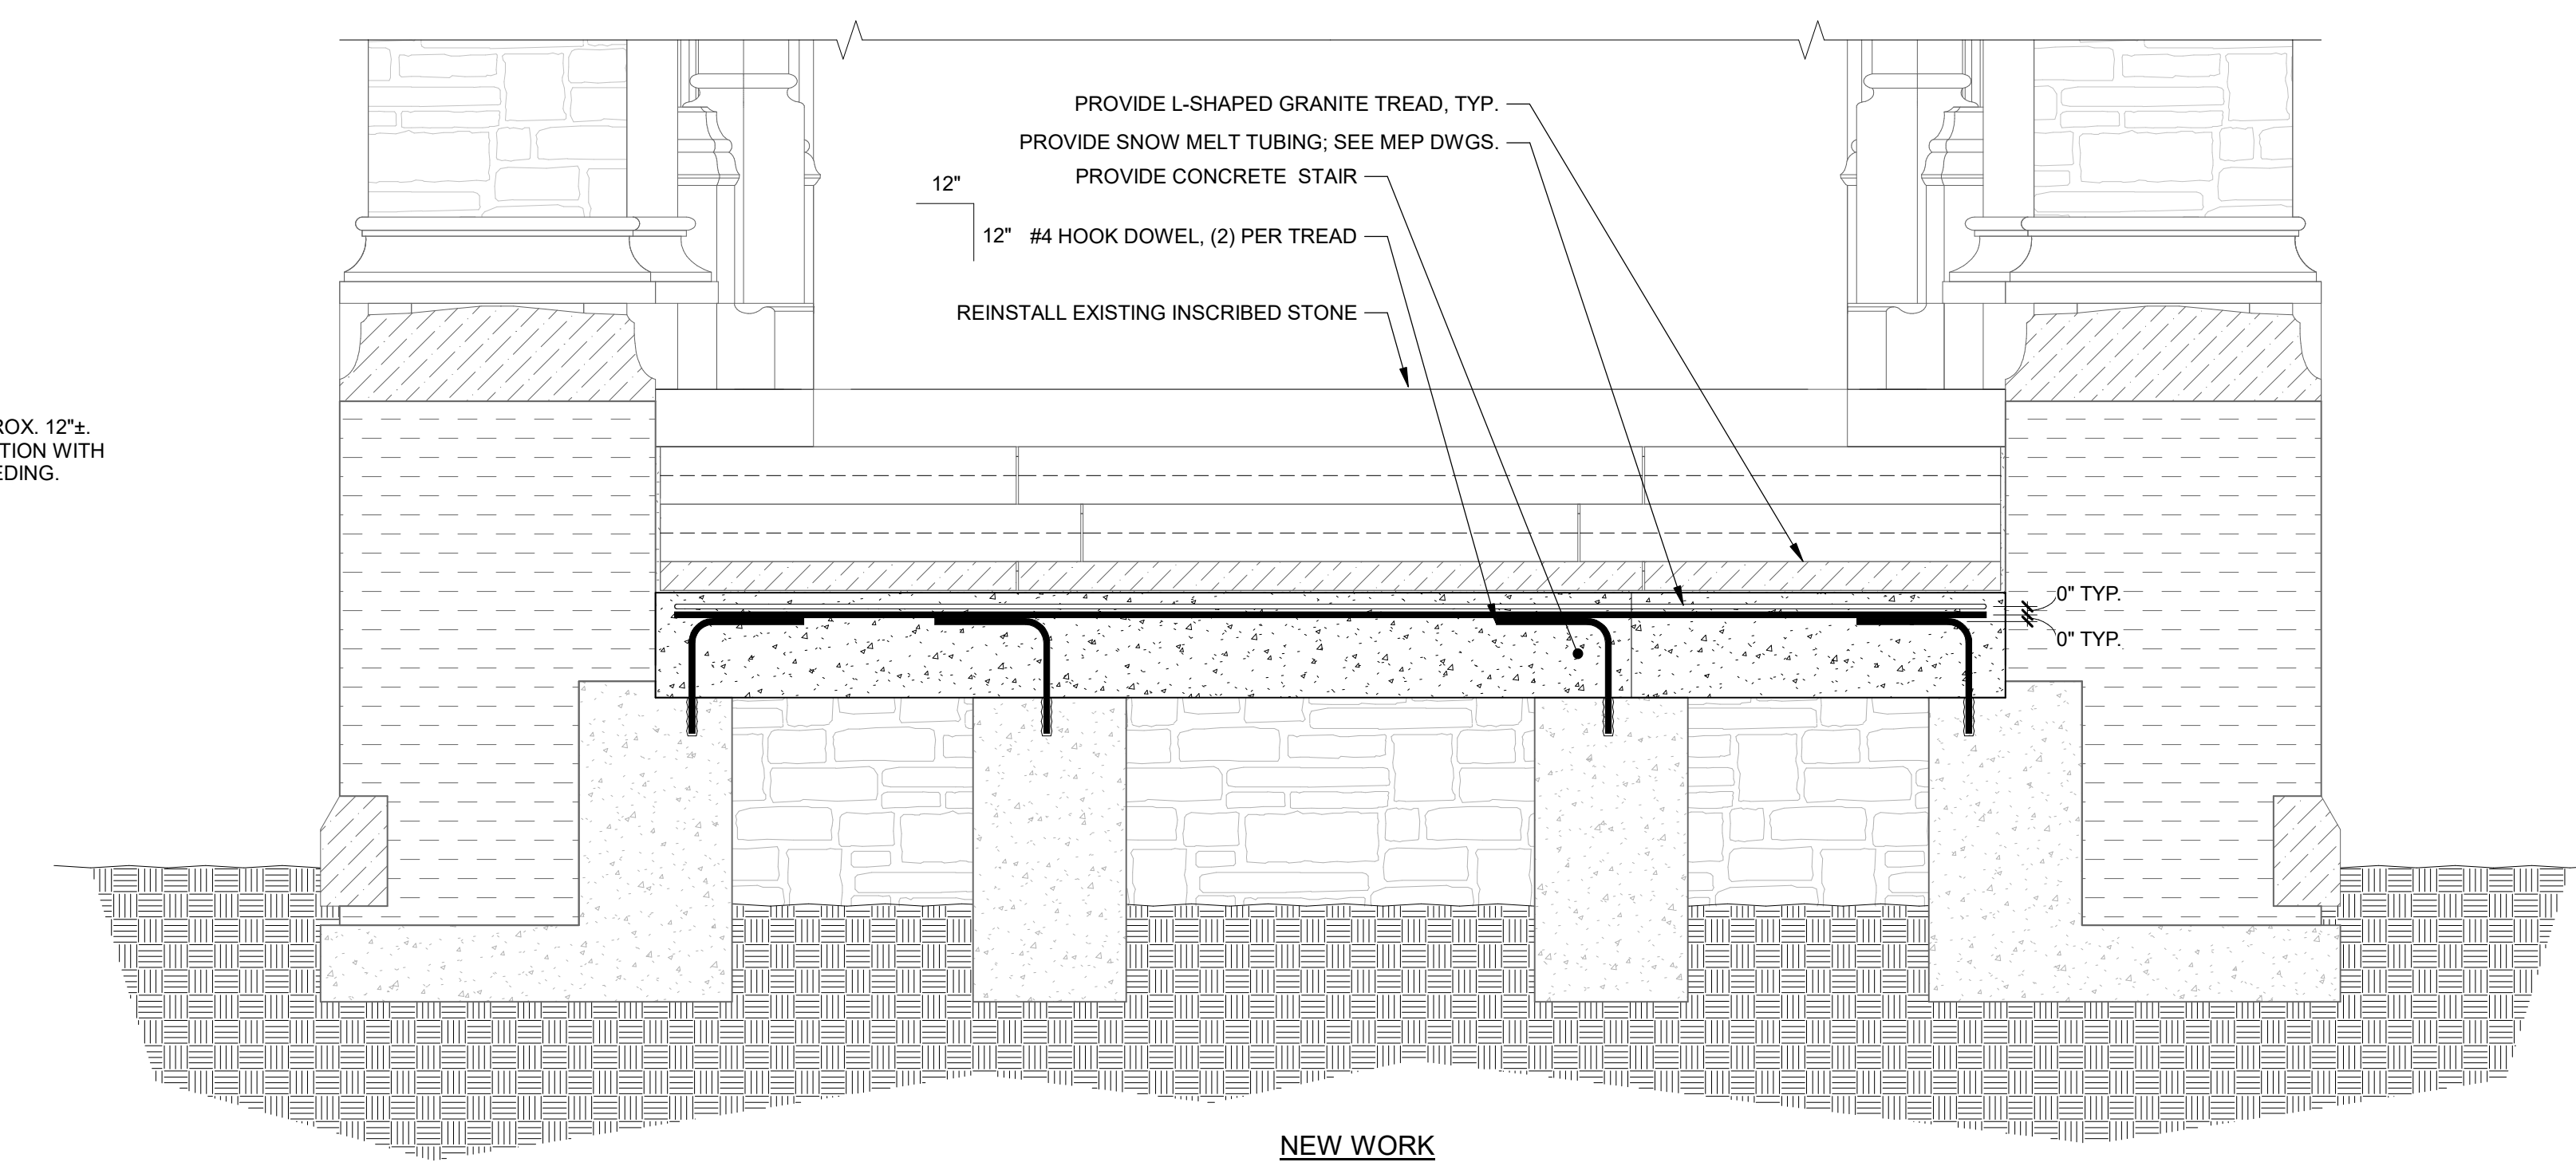 PROVIDE L-SHAPED GRANITE TREAD, TYP.
PROVIDE SNOW MELT TUBING; SEE MEP DWGS.
PROVIDE CONCRETE STAIR
12"
12" #4 HOOK DOWEL, (2) PER TREAD
REINSTALL EXISTING INSCRIBED STONE
ROX. 12"±.
TION WITH
EDING.
0" TYP.
0" TYP.
NEW WORK